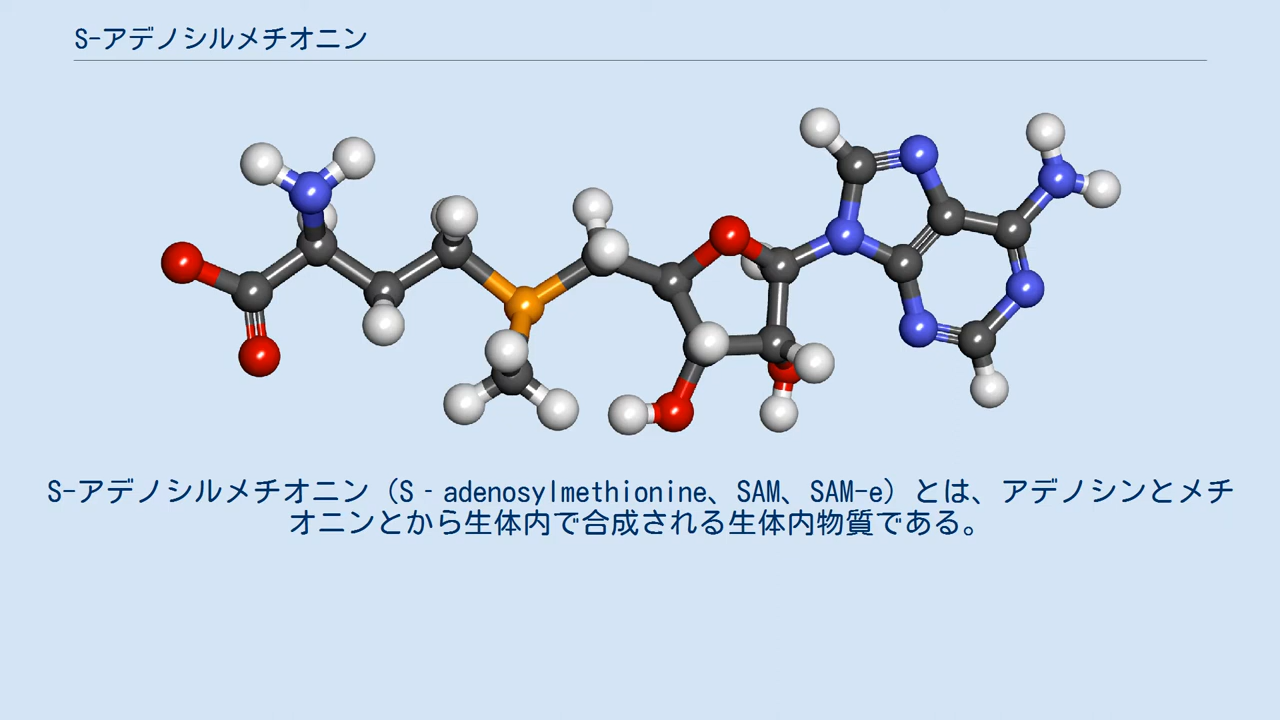 S-アデノシルメチオニン
S-アデノシルメチオニン（S‐adenosylmethionine、SAM、SAM-e）とは、アデノシンとメチ
オニンとから生体内で合成される生体内物質である。